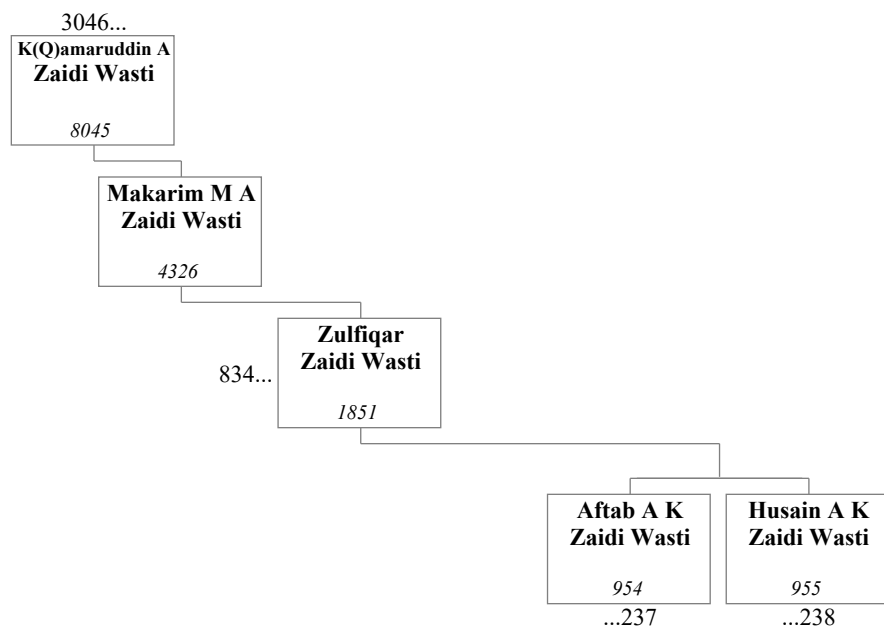 3046...
K(Q)amaruddin A
Zaidi Wasti
8045
Makarim M A
Zaidi Wasti
4326
Zulfiqar
Zaidi Wasti
834...
1851
Aftab A K
Zaidi Wasti
954
...237
Husain A K
Zaidi Wasti
955
...238